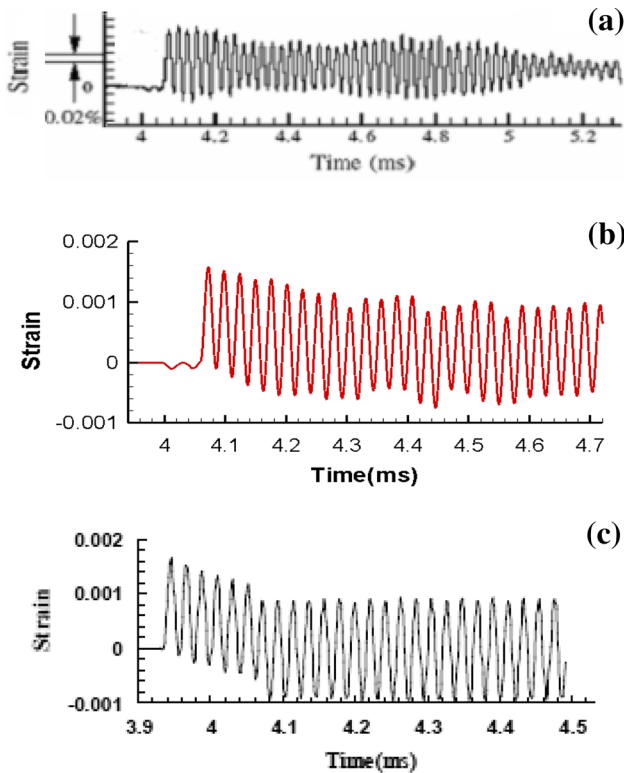 (a)
Strain
0
0.02%
4 4.2 4.4 4.6 4.8 5 5.2
Time (ms)
(b)
0.002
0.001
0
-0.001
Strain
4 4.1 4.2 4.3 4.4 4.5 4.6 4.7
Time(ms)
(c)
0.002
0.001
0
-0.001
Strain
3.9 4 4.1 4.2 4.3 4.4 4.5
Time(ms)